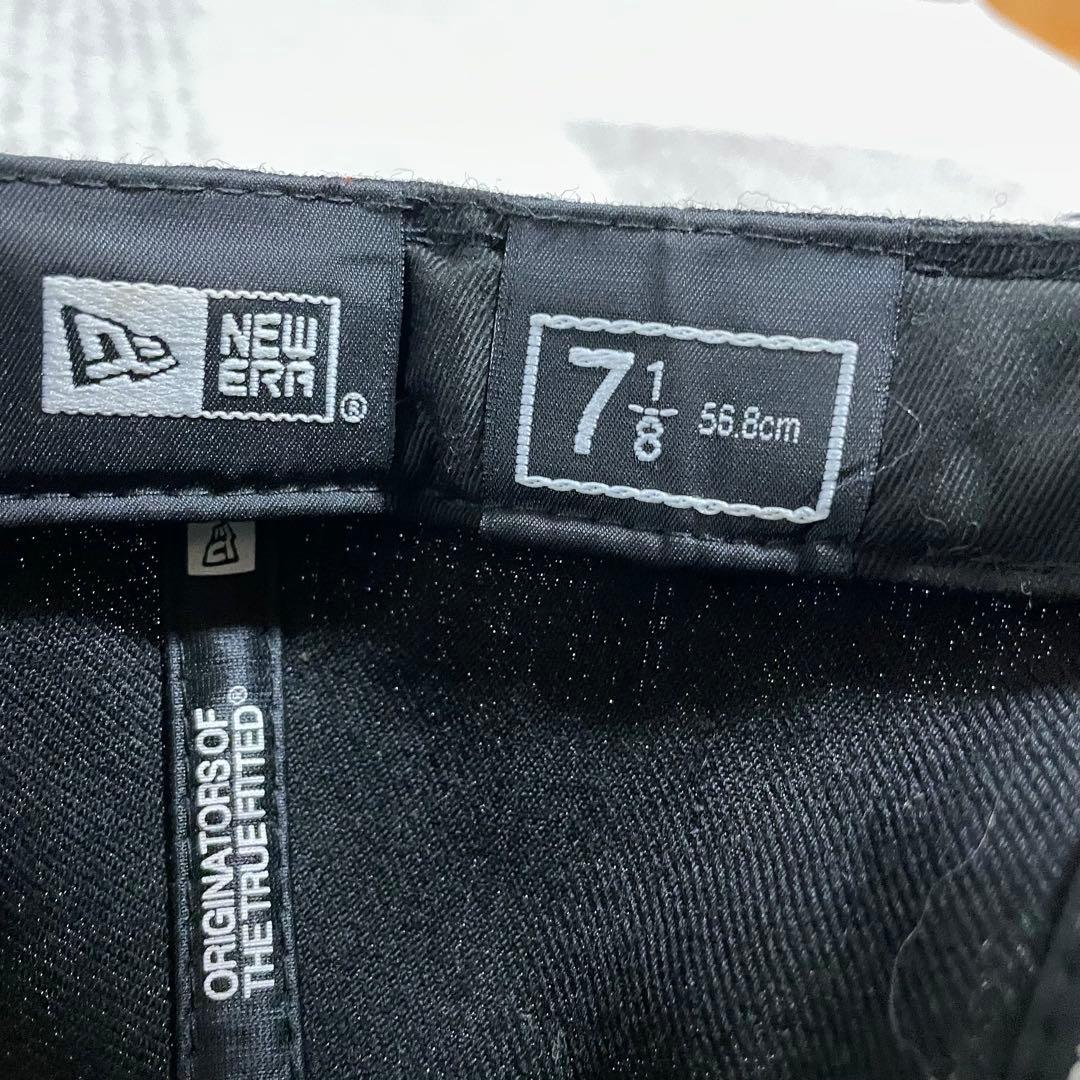 NEW
ERA
®
7 1/8 56.8cm
ORIGINATORS OF
THE TRUE FITTED®